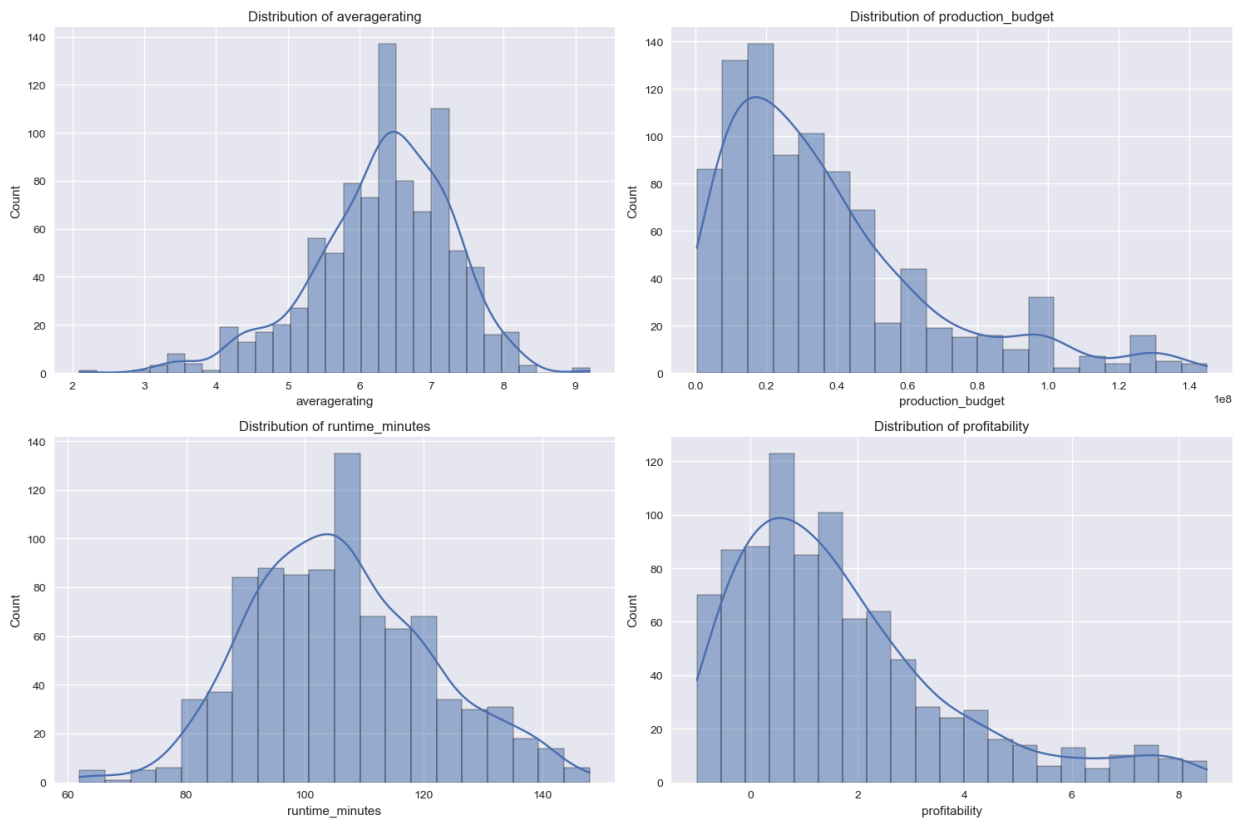 Distribution of averagerating
140
120
100
80
60
40
20
0
Count
2 3 4 5 6 7 8 9
averagerating
Distribution of production_budget
140
120
100
80
60
40
20
0
Count
0.0 0.2 0.4 0.6 0.8 1.0 1.2 1.4
1e8
production_budget
Distribution of runtime_minutes
140
120
100
80
60
40
20
0
Count
60 80 100 120 140
runtime_minutes
Distribution of profitability
120
100
80
60
40
20
0
Count
0 2 4 6 8
profitability